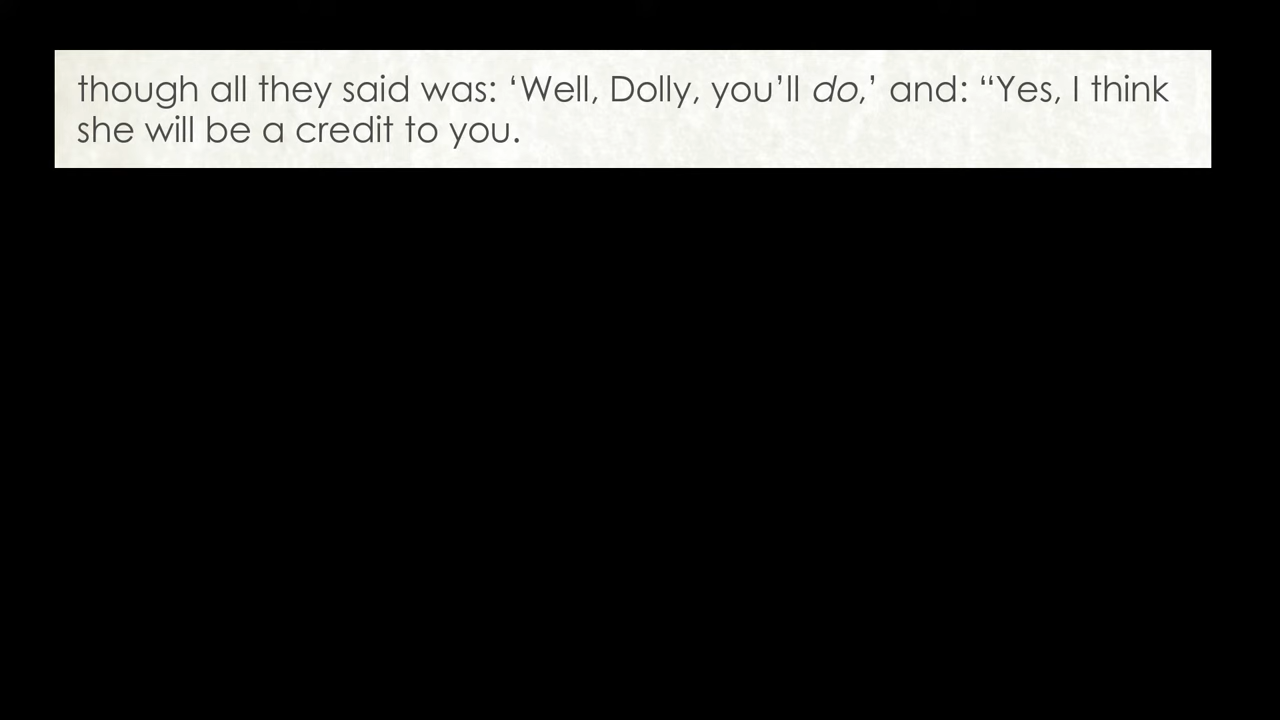 though all they said was: ‘Well, Dolly, you’ll do,’ and: “Yes, I think
she will be a credit to you.